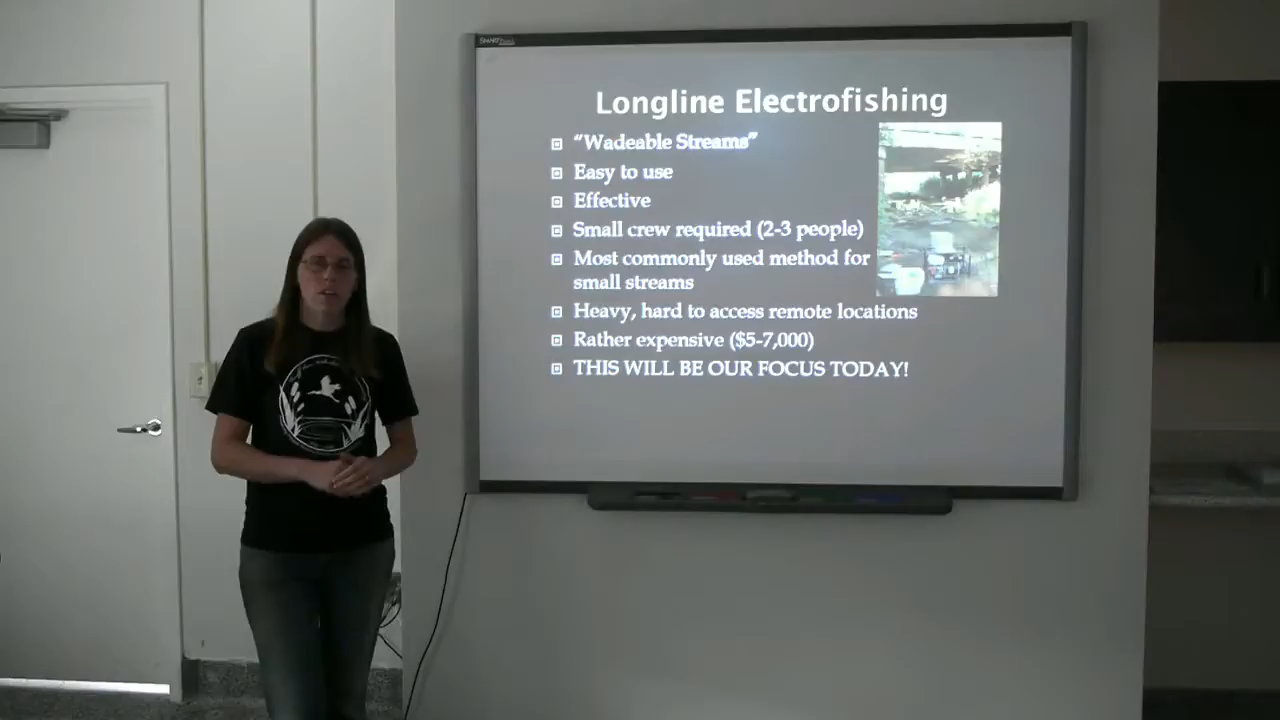 SMART
Longline Electrofishing
“Wadeable Streams”
Easy to use
Effective
Small crew required (2-3 people)
Most commonly used method for
small streams
Heavy, hard to access remote locations
Rather expensive ($5-7,000)
THIS WILL BE OUR FOCUS TODAY!